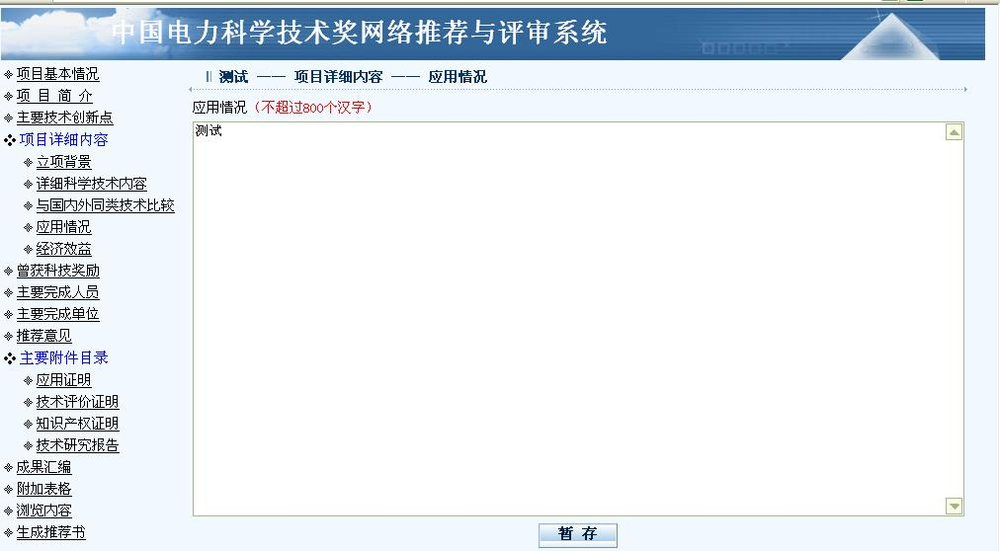 中国电力科学技术奖网络推荐与评审系统
项目基本情况
项 目 简 介
主要技术创新点
项目详细内容
立项背景
详细科学技术内容
与国内外同类技术比较
应用情况
经济效益
曾获科技奖励
主要完成人员
主要完成单位
推荐意见
主要附件目录
应用证明
技术评价证明
知识产权证明
技术研究报告
成果汇编
附加表格
浏览内容
生成推荐书
测试 —— 项目详细内容 —— 应用情况
应用情况（不超过800个汉字）
测试
暂 存